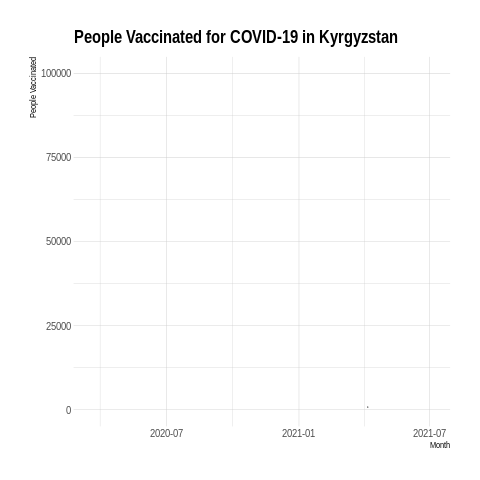 People Vaccinated for COVID-19 in Kyrgyzstan
People Vaccinated
100000
75000
50000
25000
0
2020-07
2021-01
2021-07
Month